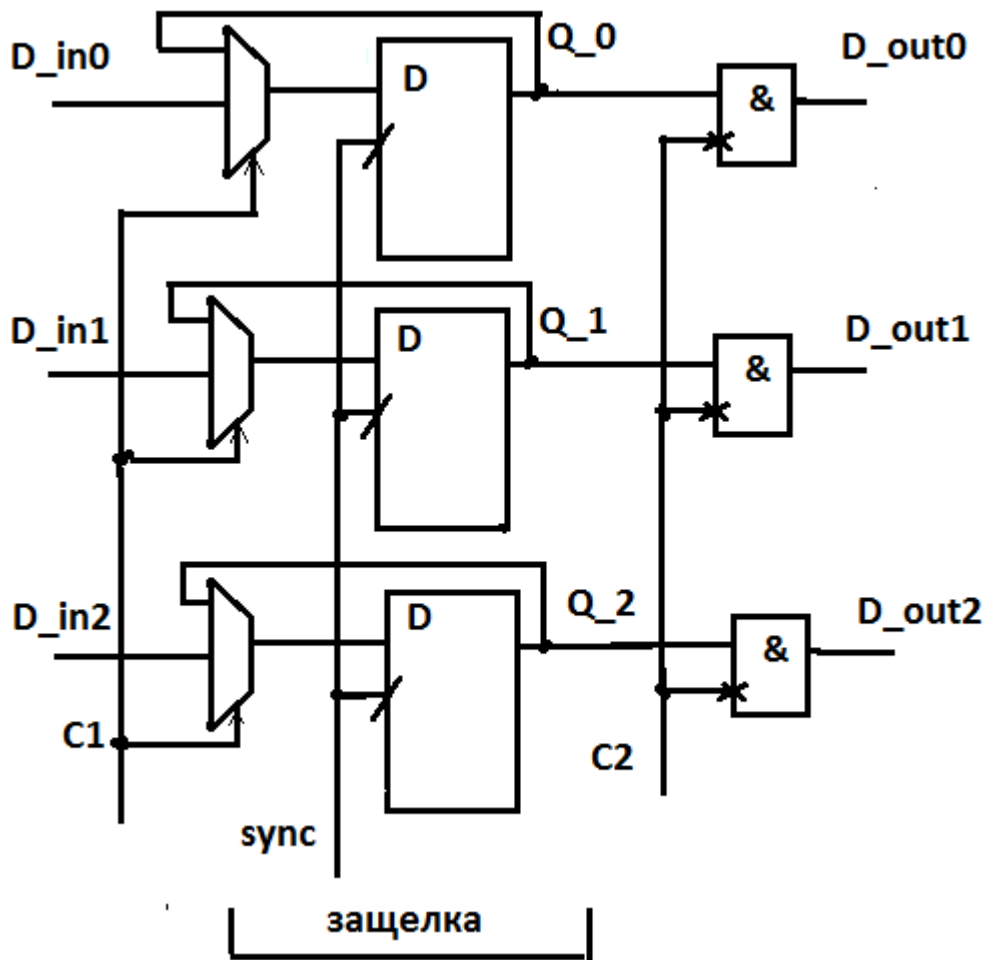 D_in0
Q_0
D_out0
D
&
D_in1
Q_1
D_out1
D
&
D_in2
Q_2
D_out2
D
&
C1
C2
sync
защелка